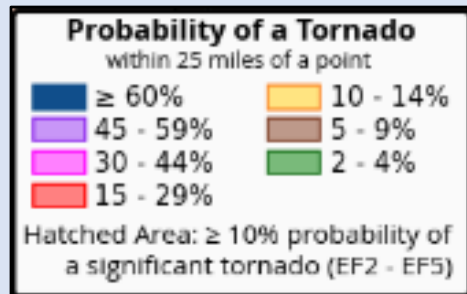 Probability of a Tornado
within 25 miles of a point
≥ 60%
45 - 59%
30 - 44%
15 - 29%
10 - 14%
5 - 9%
2 - 4%
Hatched Area: ≥ 10% probability of
a significant tornado (EF2 - EF5)